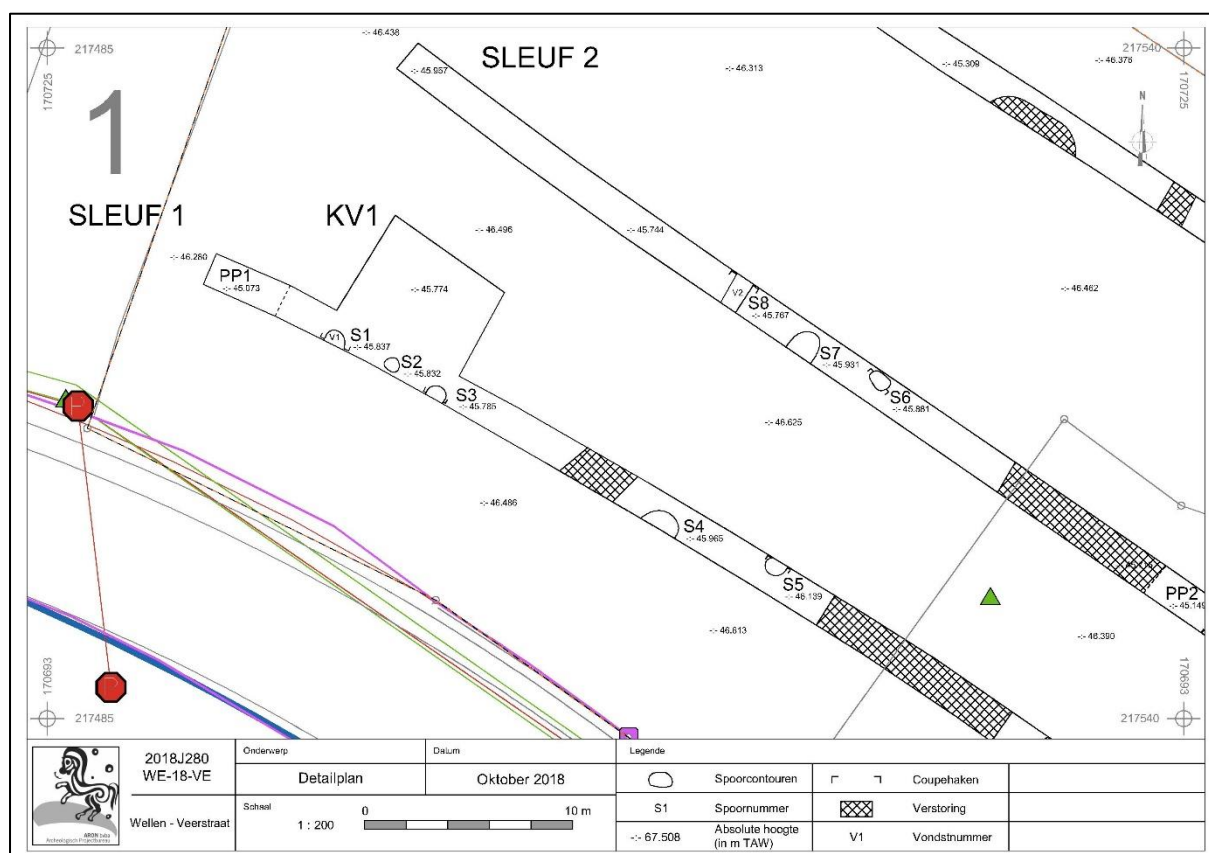 217485
170725
46.438
SLEUF 2
45.957
46.313
45.309
46.376
217540
170725
N
1
SLEUF 1
KV1
46.280
46.496
45.744
PP1
45.073
45.774
V2
S8
45.767
46.462
V1
S1
45.837
S2
45.832
S3
45.785
S7
45.931
S6
45.881
46.625
46.486
S4
45.965
S5
46.139
46.613
PP2
45.149
46.390
170693
217485
170693
217540
2018J280
WE-18-VE
Wellen - Veerstraat
Onderwerp
Detailplan
Datum
Oktober 2018
Schaal
1 : 200
0
10 m
Legende
Spoorcontouren
Coupehaken
S1
Spoornummer
Verstoring
-:- 67.508
Absolute hoogte
(in m TAW)
V1
Vondstnummer
ARON bvba
Archeologisch Projectbureau